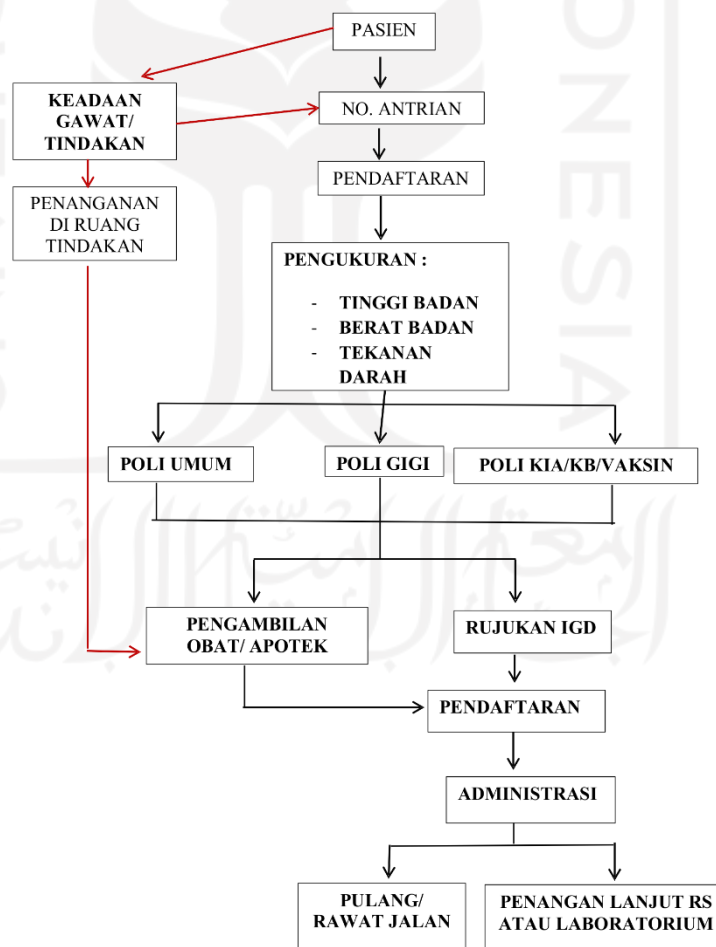 PASIEN
KEADAAN
GAWAT/
TINDAKAN
NO. ANTRIAN
PENDAFTARAN
PENANGANAN
DI RUANG
TINDAKAN
PENGUKURAN :
- TINGGI BADAN
- BERAT BADAN
- TEKANAN
DARAH
POLI UMUM
POLI GIGI
POLI KIA/KB/VAKSIN
PENGAMBILAN
OBAT/ APOTEK
RUJUKAN IGD
PENDAFTARAN
ADMINISTRASI
PULANG/
RAWAT JALAN
PENANGAN LANJUT RS
ATAU LABORATORIUM